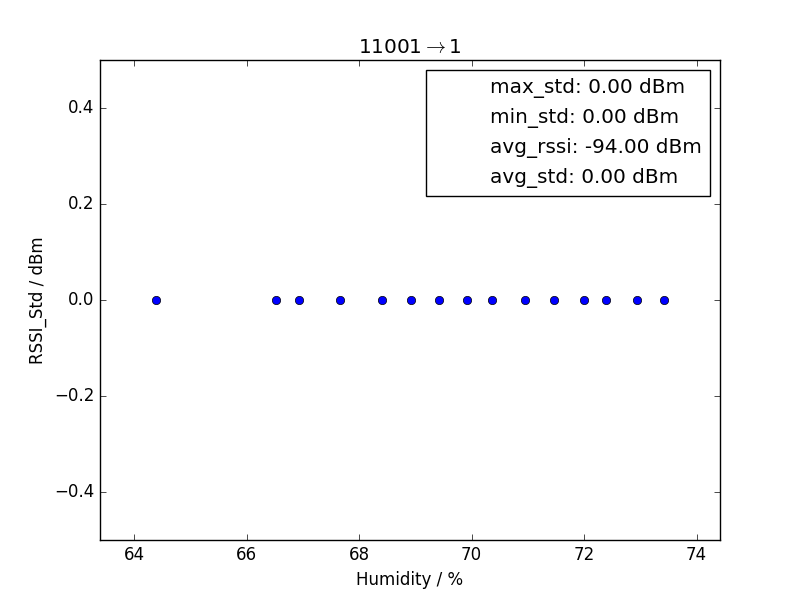 11001→1
max_std: 0.00 dBm
min_std: 0.00 dBm
avg_rssi: -94.00 dBm
avg_std: 0.00 dBm
RSSI_Std / dBm
0.4
0.2
0.0
−0.2
−0.4
64 66 68 70 72 74
Humidity / %